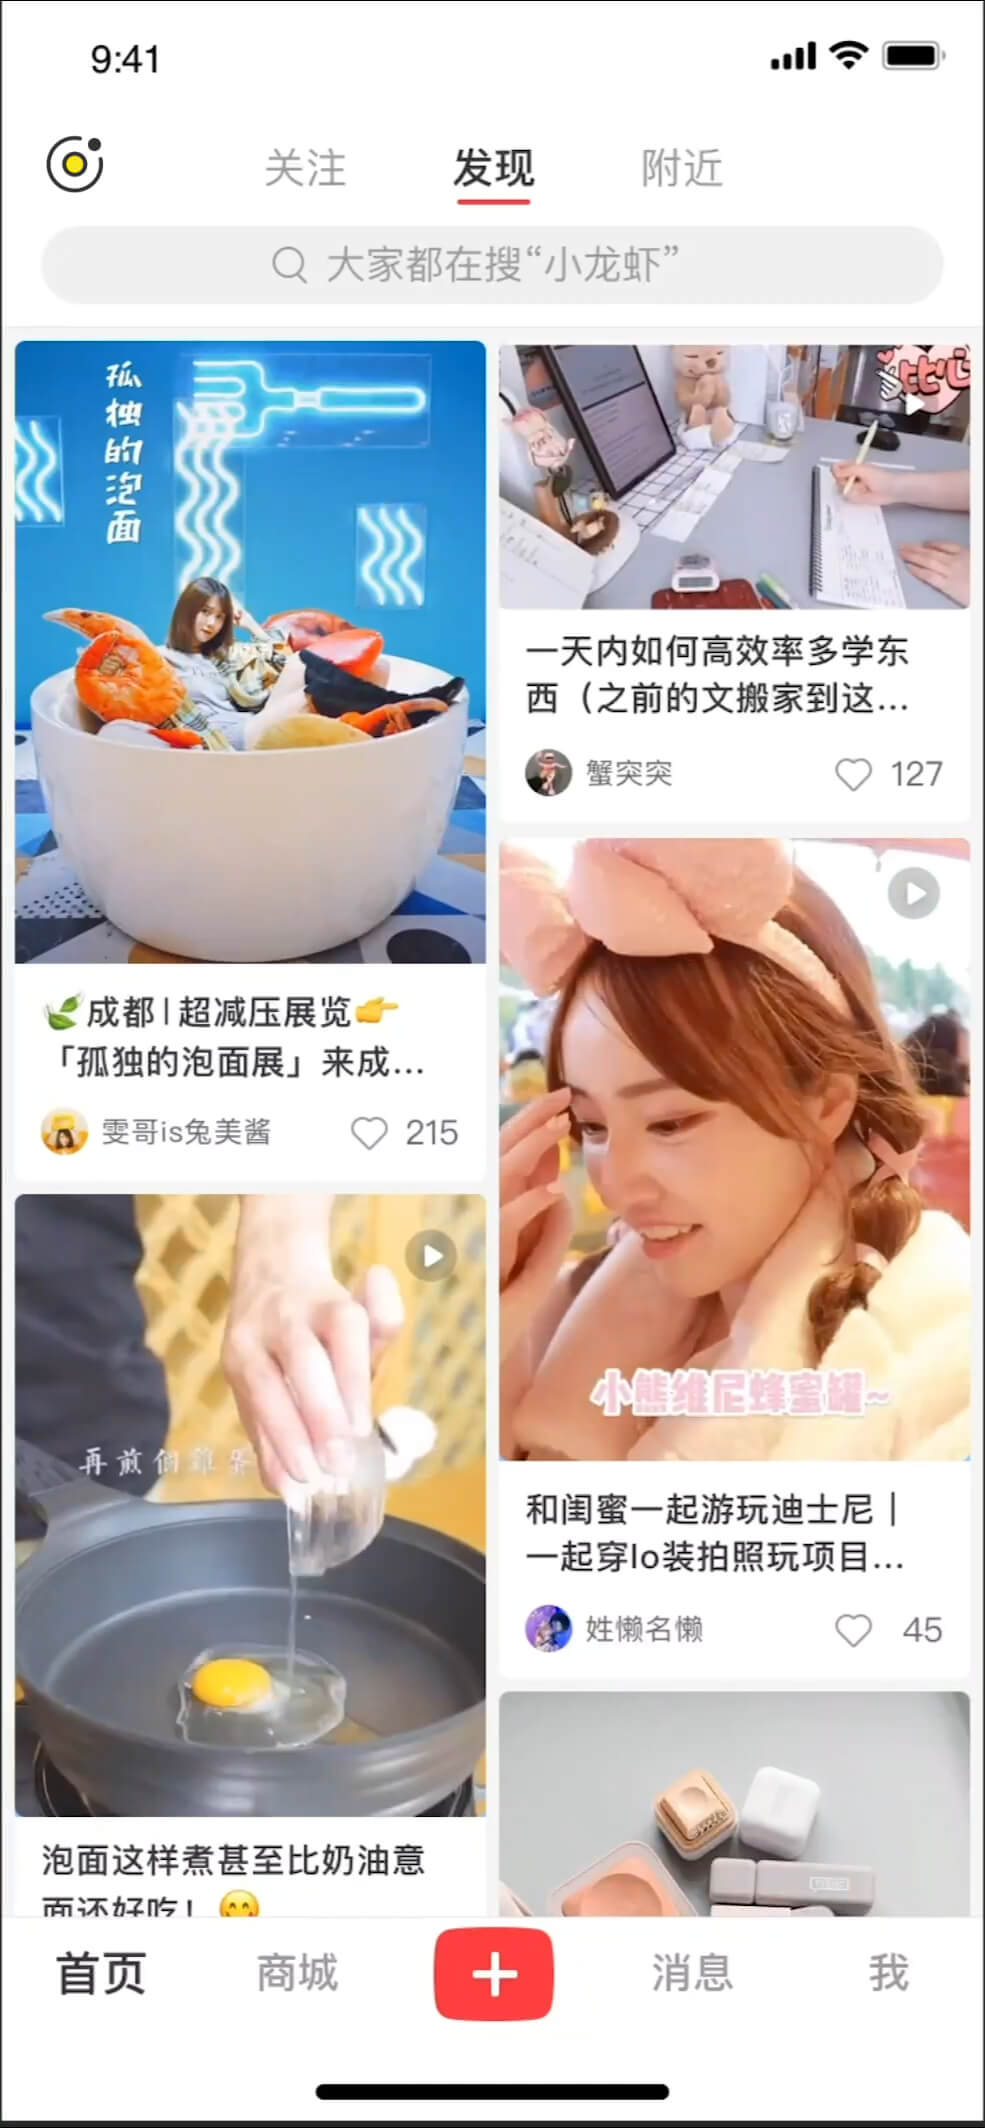 9:41
关注
发现
附近
大家都在搜“小龙虾”
孤独的泡面
🌿成都 | 超减压展览👉
「孤独的泡面展」来成...
雯哥is兔美酱
215
比心
一天内如何高效率多学东
西（之前的文搬家到这...
蟹突突
127
小熊维尼蜂蜜罐~
和闺蜜一起游玩迪士尼｜
一起穿lo装拍照玩项目...
姓懒名懒
45
再煎個雞蛋
泡面这样煮甚至比奶油意
面还好吃！😋
首页
商城
消息
我